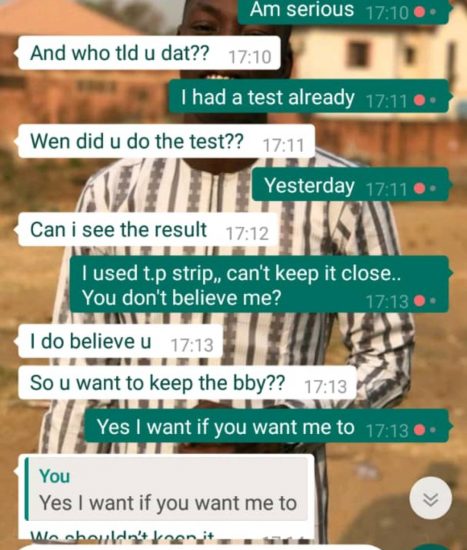 Am serious 17:10
And who tld u dat?? 17:10
I had a test already 17:11
Wen did u do the test?? 17:11
Yesterday 17:11
Can i see the result 17:12
I used t.p strip,, can't keep it close..
You don't believe me? 17:13
I do believe u 17:13
So u want to keep the bby?? 17:13
Yes I want if you want me to 17:13
You
Yes I want if you want me to
We shouldn't keep it 17:14